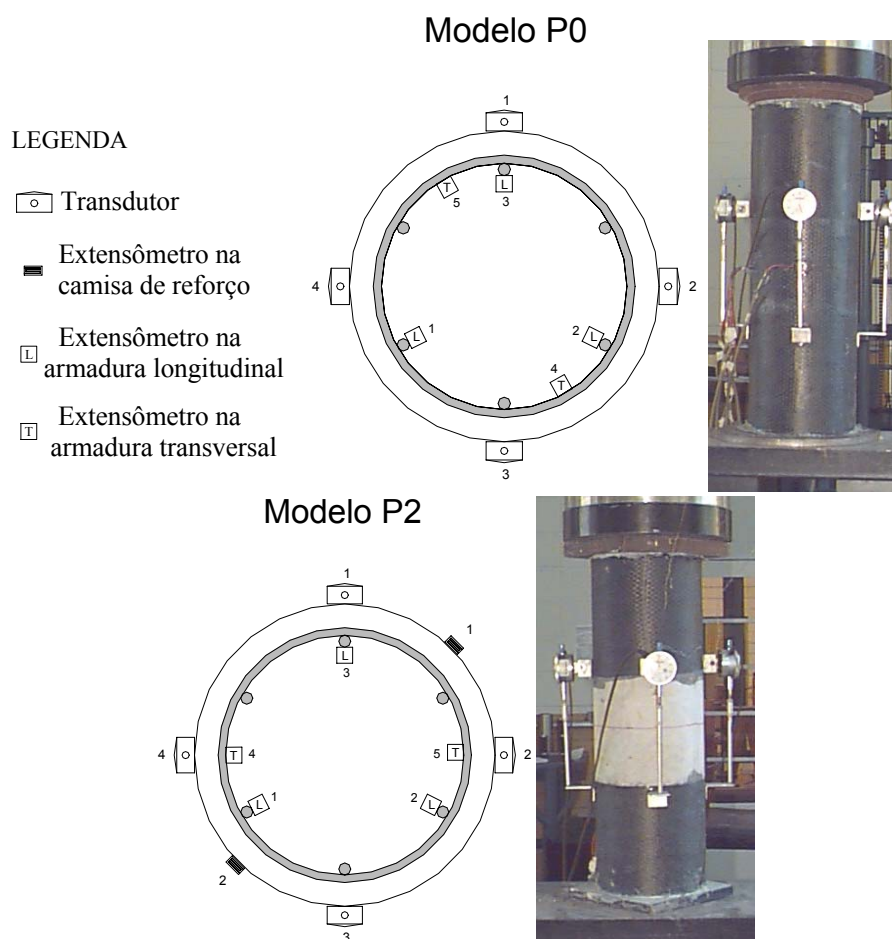 Modelo P0
LEGENDA
Transdutor
Extensômetro na
camisa de reforço
L
Extensômetro na
armadura longitudinal
T
Extensômetro na
armadura transversal
1
T
5
L
3
4
2
L
1
2
L
4
T
3
Modelo P2
1
1
L
3
4
T
4
5
T
2
L
1
2
L
2
3